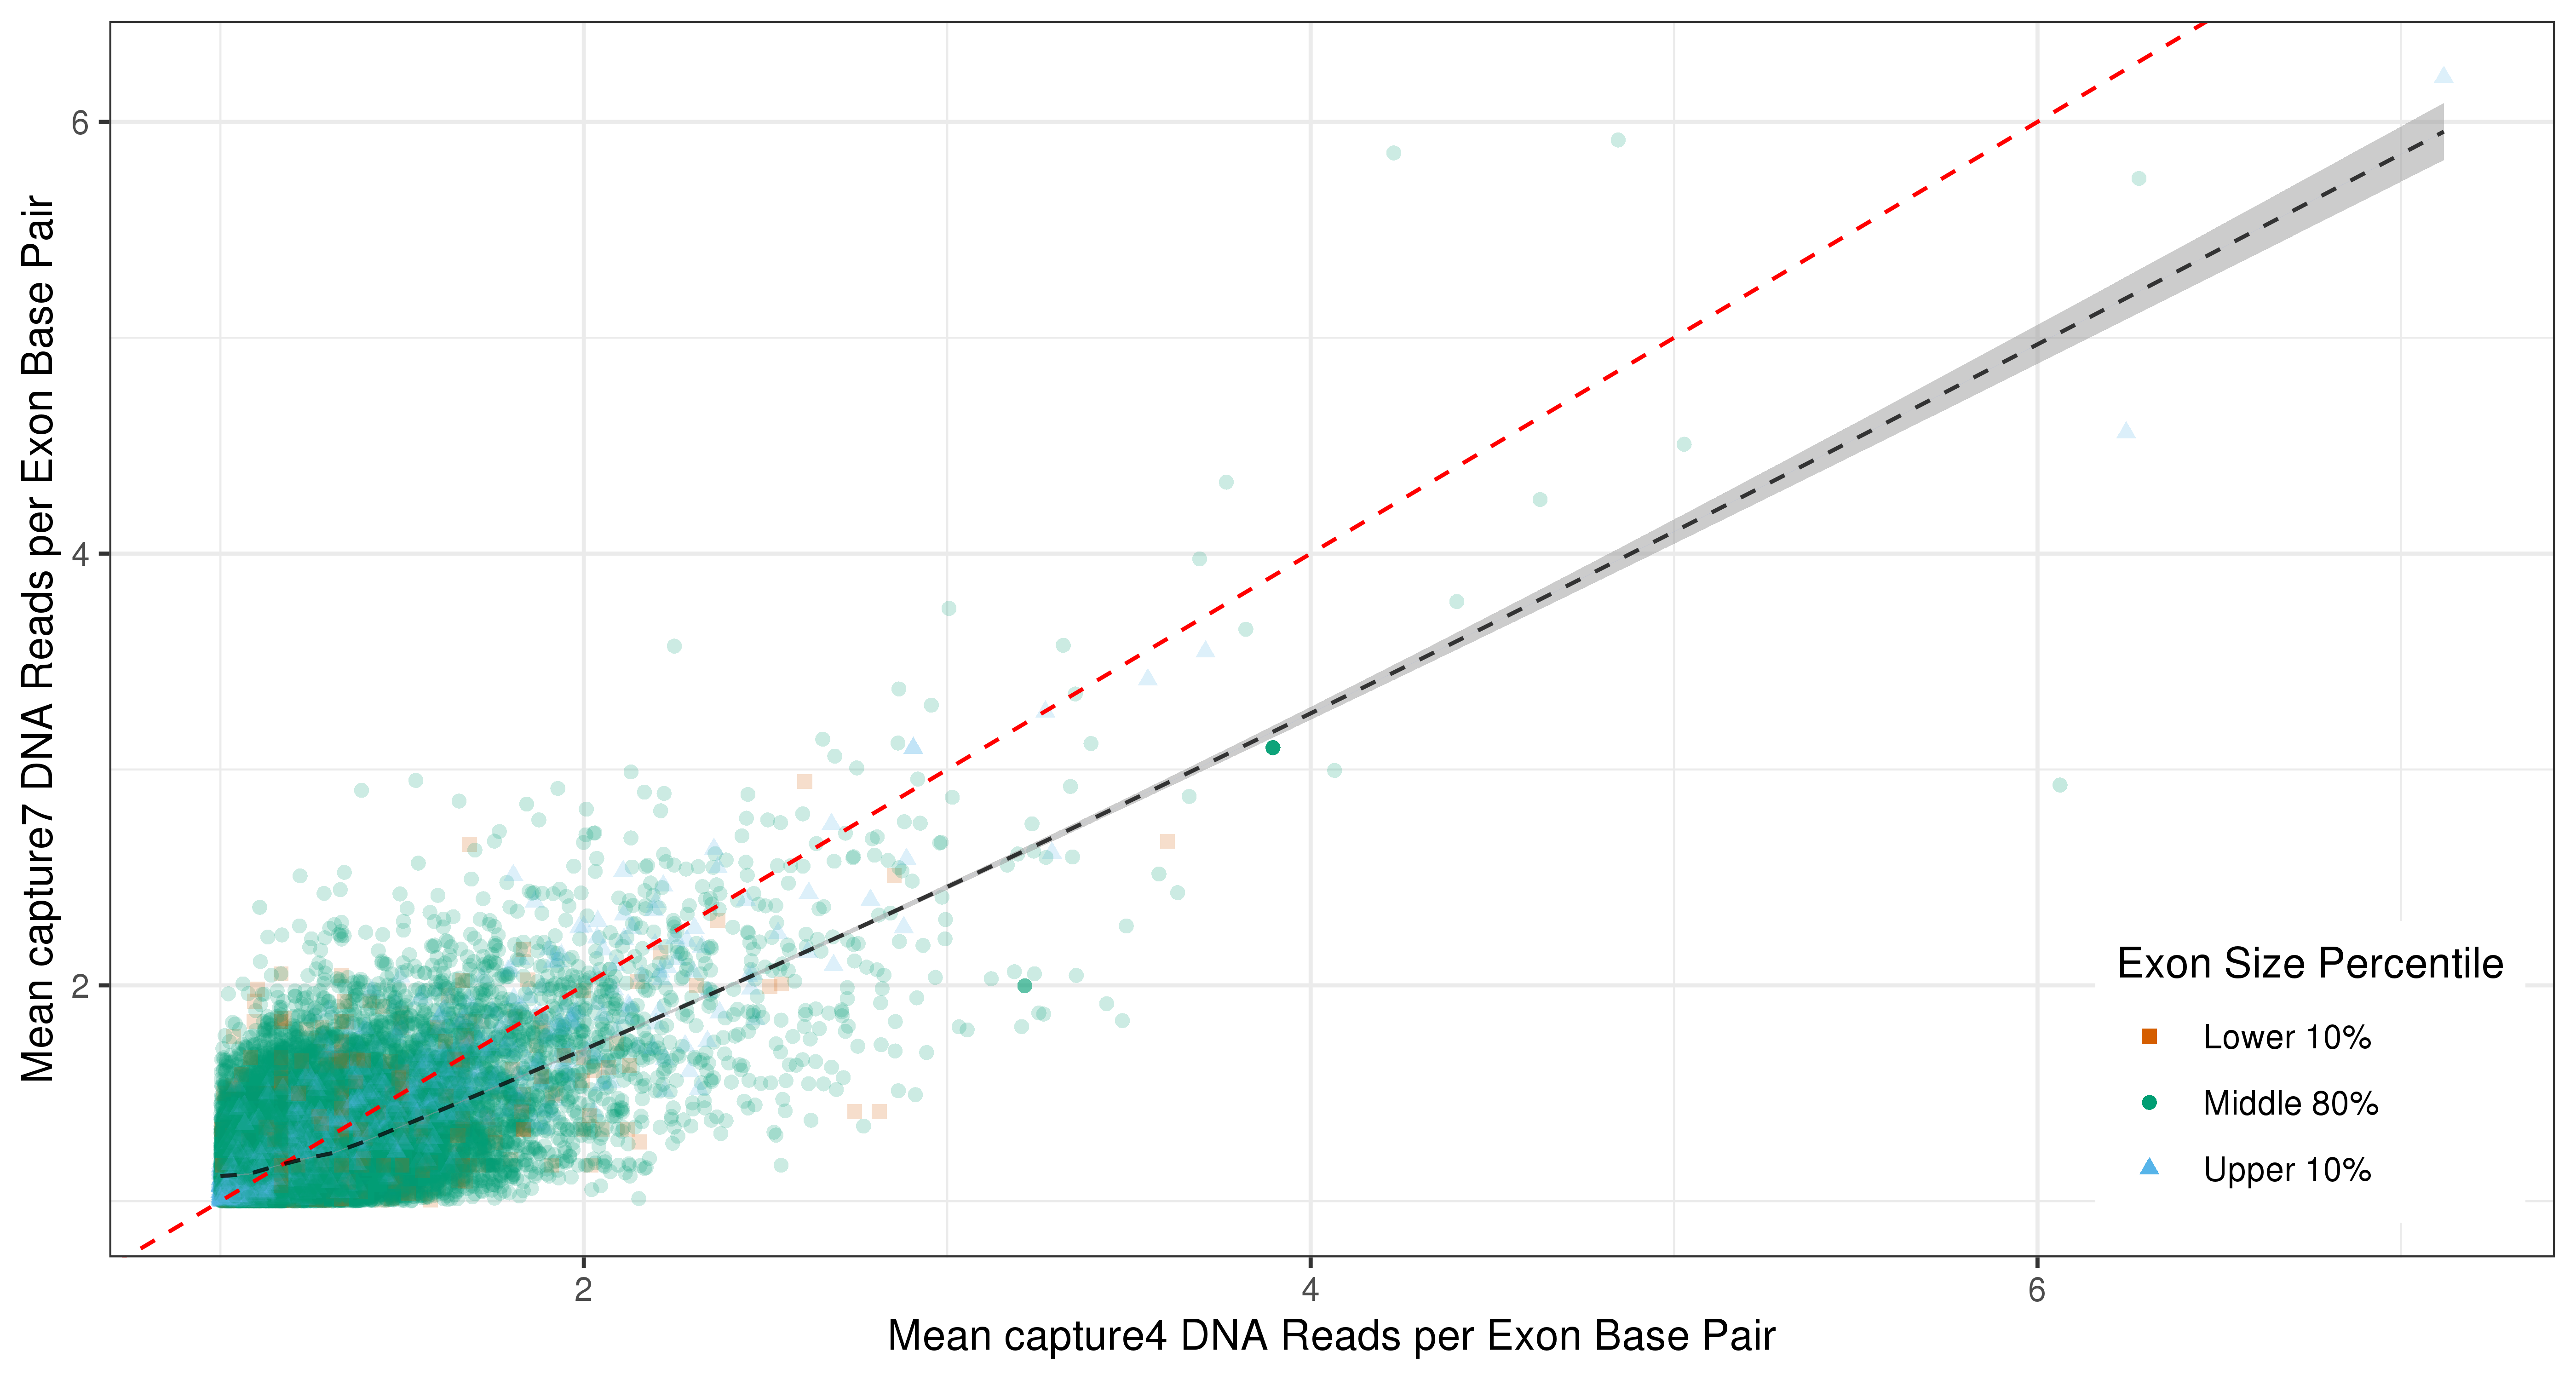 Mean capture7 DNA Reads per Exon Base Pair
6
4
2
2
4
6
Mean capture4 DNA Reads per Exon Base Pair
Exon Size Percentile
Lower 10%
Middle 80%
Upper 10%